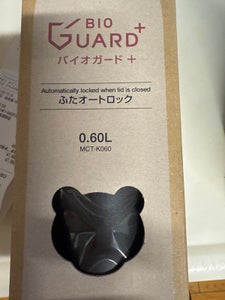 BIO
GUARD+
バイオガード+
Automatically locked when lid is closed
ふたオートロック
0.60L
MCT-K060